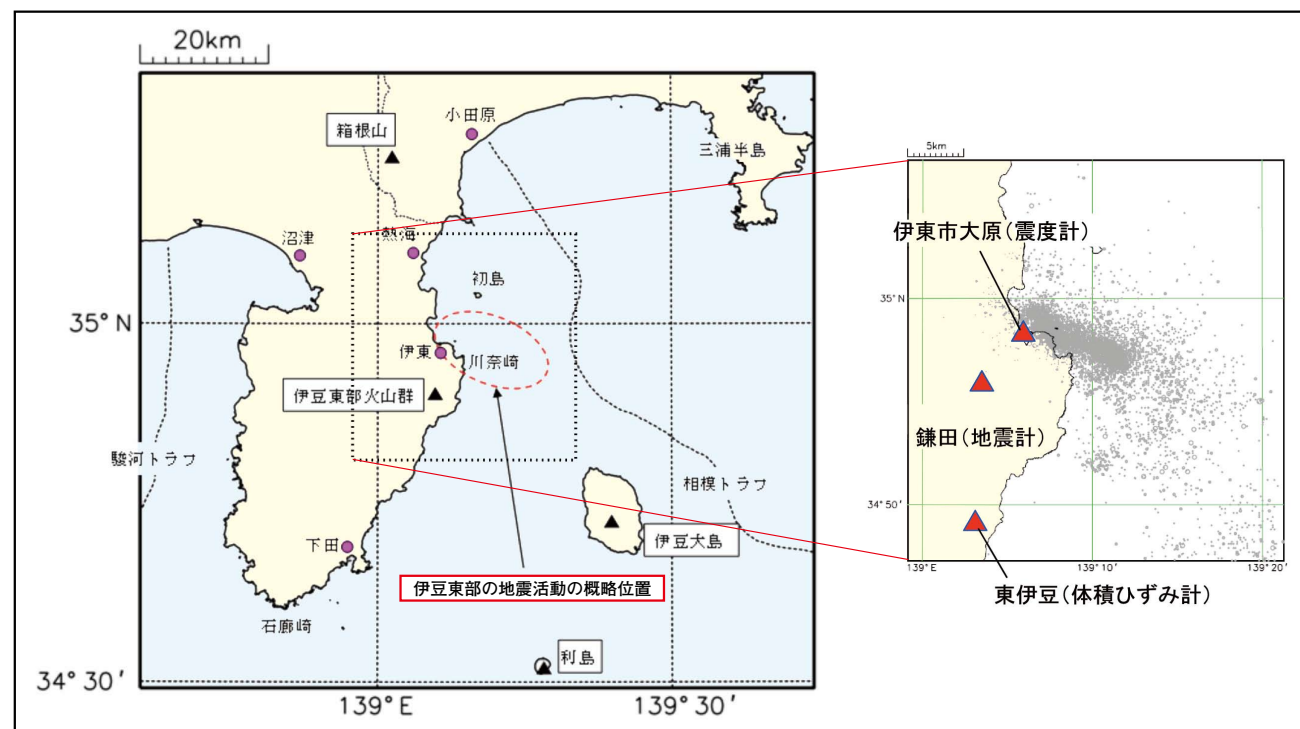 20km
小田原
箱根山
三浦半島
沼津
熱海
初島
35°N
伊東
川奈崎
伊豆東部火山群
駿河トラフ
相模トラフ
伊豆大島
下田
伊豆東部の地震活動の概略位置
石廊崎
利島
34°30′
139°E
139°30′
5km
伊東市大原(震度計)
35°N
鎌田(地震計)
34°50′
139°E
139°10′
139°20′
東伊豆(体積ひずみ計)